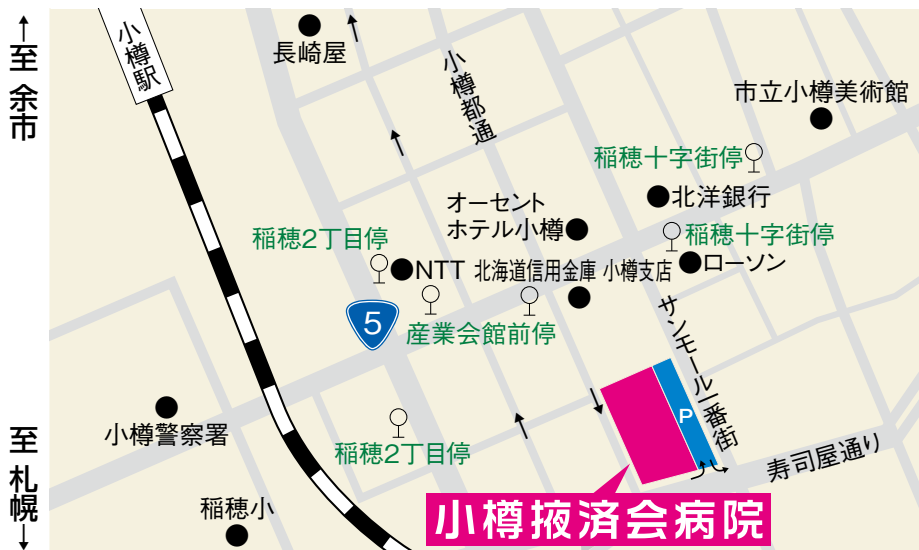 ↑至 余市
小樽駅
長崎屋
小樽都通
市立小樽美術館
稲穂十字街停
北洋銀行
オーセント
ホテル小樽
稲穂十字街停
稲穂2丁目停
ローソン
NTT
北海道信用金庫 小樽支店
5
産業会館前停
サンモール一番街
P
小樽警察署
稲穂2丁目停
寿司屋通り
至 札幌→
稲穂小
小樽掖済会病院